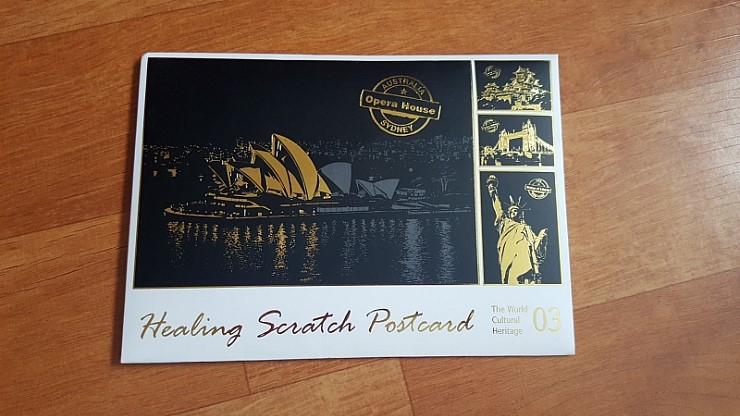 AUSTRALIA
Opera House
SYDNEY
Healing Scratch Postcard
The World
Cultural
Heritage
03